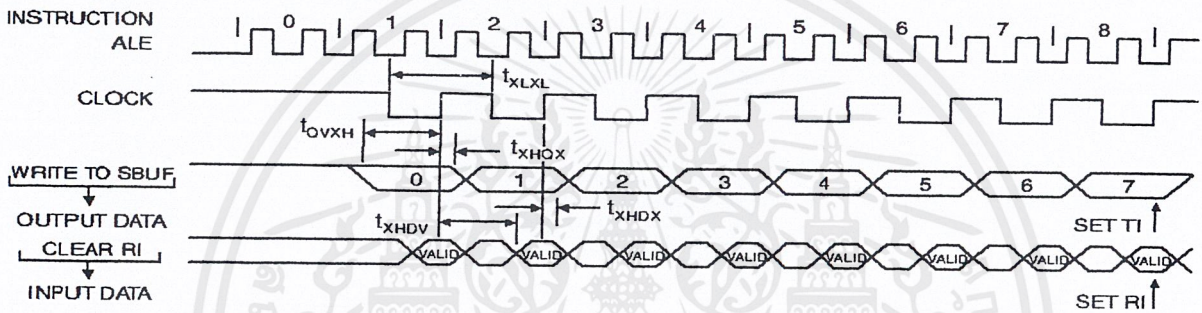 INSTRUCTION
ALE
0 1 2 3 4 5 6 7 8
tXLXL
CLOCK
tQVXH
tXHQX
WRITE TO SBUF
0 1 2 3 4 5 6 7
OUTPUT DATA
tXHDX
SET TI
tXHDV
CLEAR RI
VALID VALID VALID VALID VALID VALID VALID VALID
INPUT DATA
SET RI